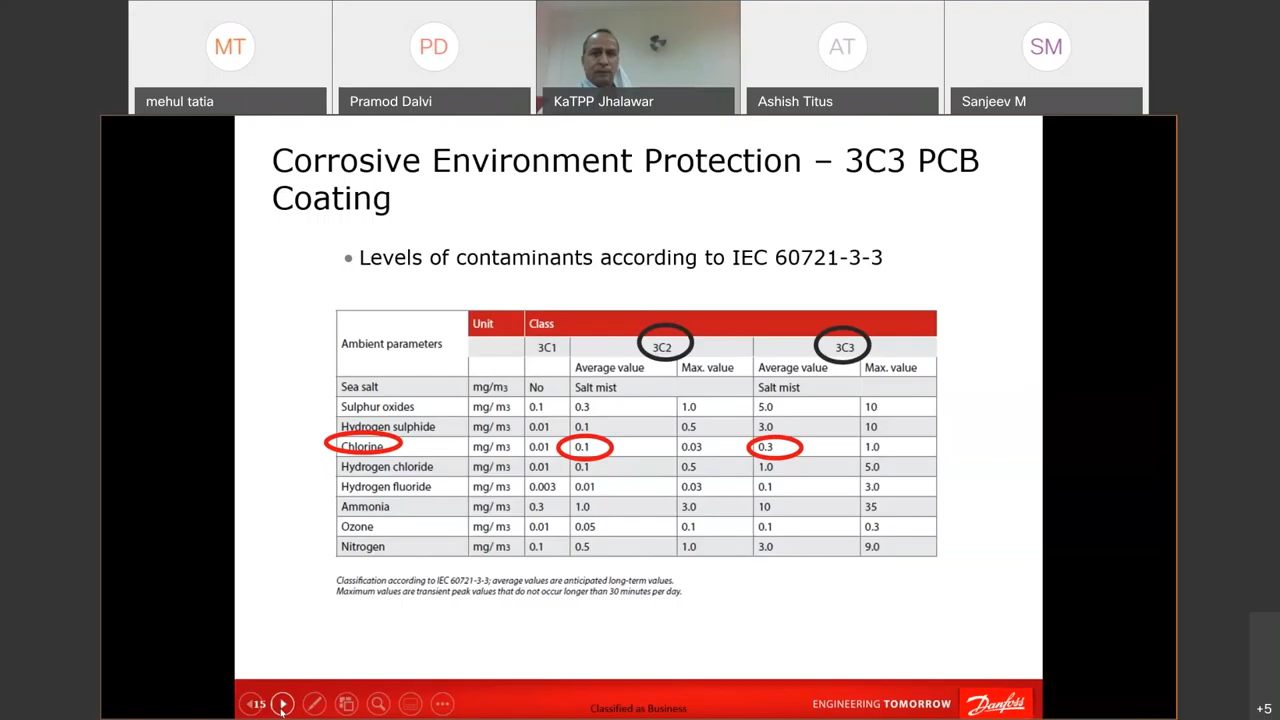 MT PD AT SM
mehul tatia Pramod Dalvi KaTPP Jhalawar Ashish Titus Sanjeev M
Corrosive Environment Protection – 3C3 PCB
Coating
• Levels of contaminants according to IEC 60721-3-3
Ambient parameters Unit Class
3C1 3C2 3C3
Average value Max. value Average value Max. value
Sea salt mg/m3 No Salt mist Salt mist
Sulphur oxides mg/ m3 0.1 0.3 1.0 5.0 10
Hydrogen sulphide mg/ m3 0.01 0.1 0.5 3.0 10
Chlorine mg/ m3 0.01 0.1 0.03 0.3 1.0
Hydrogen chloride mg/ m3 0.01 0.1 0.5 1.0 5.0
Hydrogen fluoride mg/ m3 0.003 0.01 0.03 0.1 3.0
Ammonia mg/ m3 0.3 1.0 3.0 10 35
Ozone mg/ m3 0.01 0.05 0.1 0.1 0.3
Nitrogen mg/ m3 0.1 0.5 1.0 3.0 9.0
Classification according to IEC 60721-3-3; average values are anticipated long-term values.
Maximum values are transient peak values that do not occur longer than 30 minutes per day.
15 Classified as Business ENGINEERING TOMORROW Danfoss
+5